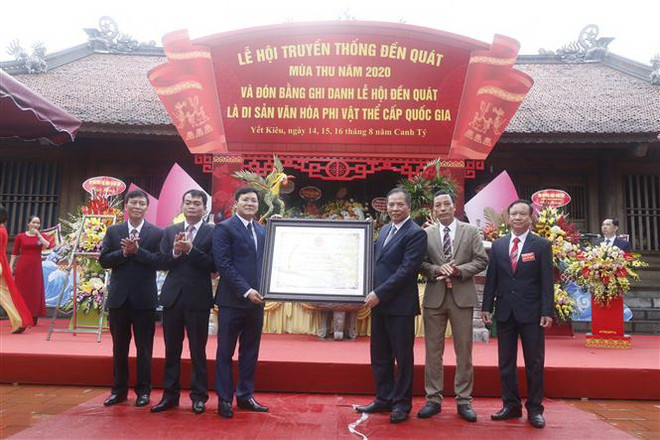 LỄ HỘI TRUYỀN THỐNG ĐỀN QUÁT
MÙA THU NĂM 2020
VÀ ĐÓN BẰNG GHI DANH LỄ HỘI ĐỀN QUÁT
LÀ DI SẢN VĂN HÓA PHI VẬT THỂ CẤP QUỐC GIA
Yết Kiêu, ngày 14, 15, 16 tháng 8 năm Canh Tý